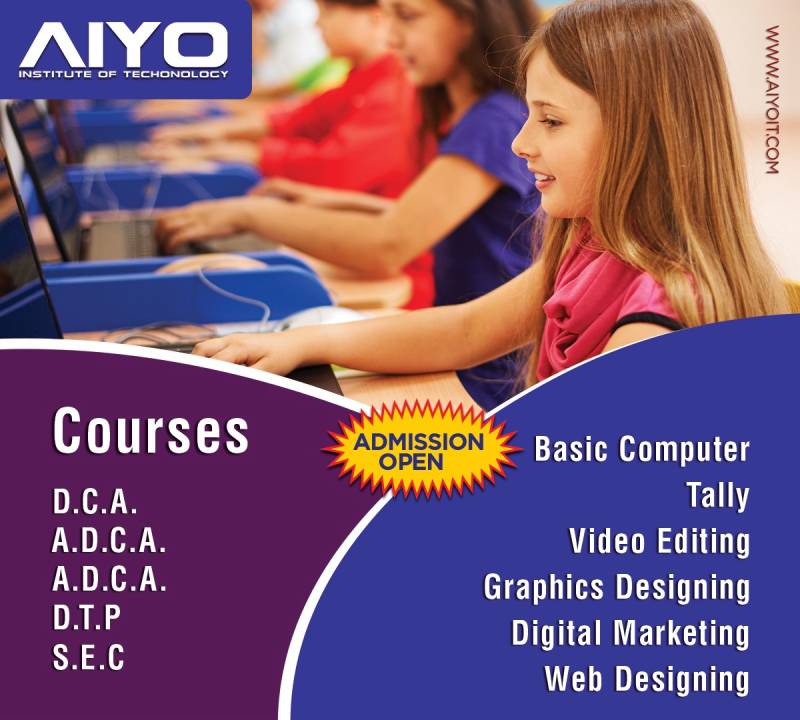 AIYO
INSTITUTE OF TECHONOLOGY
WWW.AIYOIT.COM
Courses
D.C.A.
A.D.C.A.
A.D.C.A.
D.T.P
S.E.C
ADMISSION
OPEN
Basic Computer
Tally
Video Editing
Graphics Designing
Digital Marketing
Web Designing